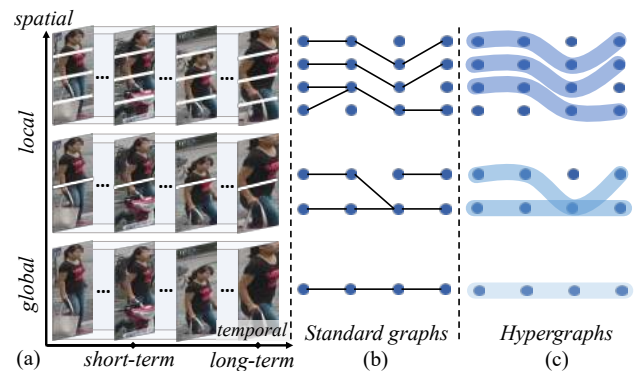 spatial
local
global
temporal
short-term
long-term
(a)
Standard graphs
(b)
Hypergraphs
(c)